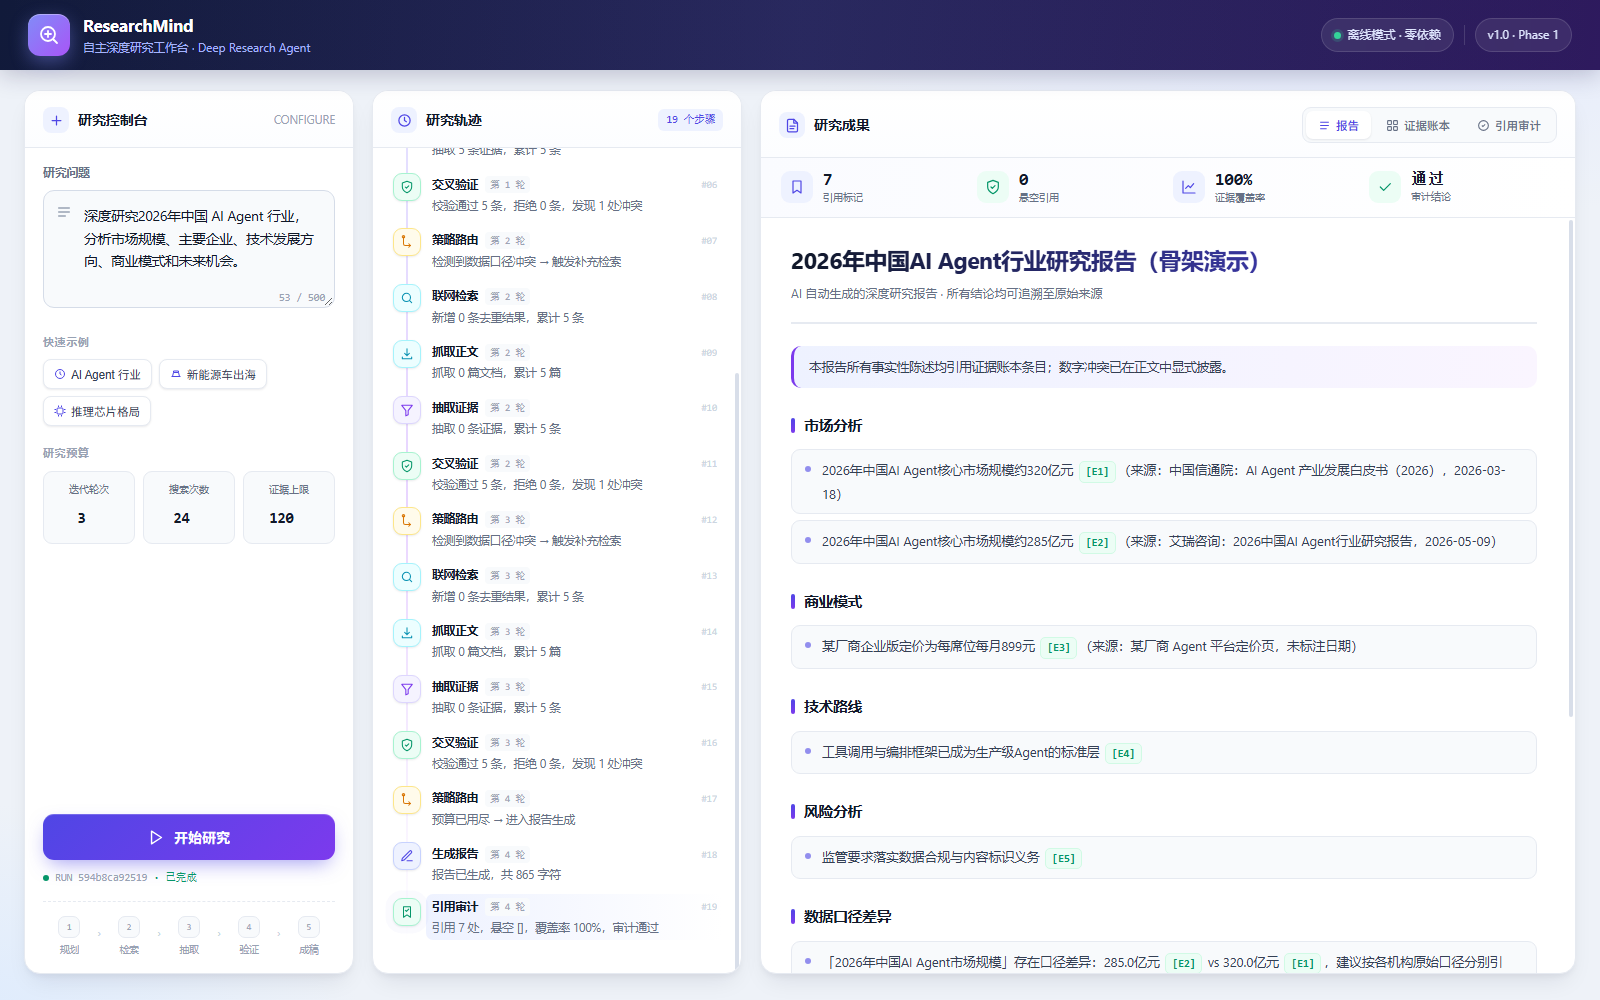 ResearchMind
自主深度研究工作台 · Deep Research Agent
离线模式 · 零依赖
v1.0 · Phase 1
研究控制台
CONFIGURE
研究问题
深度研究2026年中国 AI Agent 行业,
分析市场规模、主要企业、技术发展方
向、商业模式和未来机会。
53 / 500
快速示例
AI Agent 行业
新能源车出海
推理芯片格局
研究预算
迭代轮次
搜索次数
证据上限
3
24
120
开始研究
RUN 594b8ca92519 · 已完成
1
2
3
4
5
规划
检索
抽取
验证
成稿
研究轨迹
19 个步骤
抽取 5 条证据，累计 5 条
交叉验证 第 1 轮 #06
校验通过 5 条，拒绝 0 条，发现 1 处冲突
策略路由 第 2 轮 #07
检测到数据口径冲突 → 触发补充检索
联网检索 第 2 轮 #08
新增 0 条去重结果，累计 5 条
抓取正文 第 2 轮 #09
抓取 0 篇文档，累计 5 篇
抽取证据 第 2 轮 #10
抽取 0 条证据，累计 5 条
交叉验证 第 2 轮 #11
校验通过 5 条，拒绝 0 条，发现 1 处冲突
策略路由 第 3 轮 #12
检测到数据口径冲突 → 触发补充检索
联网检索 第 3 轮 #13
新增 0 条去重结果，累计 5 条
抓取正文 第 3 轮 #14
抓取 0 篇文档，累计 5 篇
抽取证据 第 3 轮 #15
抽取 0 条证据，累计 5 条
交叉验证 第 3 轮 #16
校验通过 5 条，拒绝 0 条，发现 1 处冲突
策略路由 第 4 轮 #17
预算已用尽 → 进入报告生成
生成报告 第 4 轮 #18
报告已生成，共 865 字符
引用审计 第 4 轮 #19
引用 7 处，悬空 []，覆盖率 100%，审计通过
研究成果
报告
证据账本
引用审计
7
引用标记
0
悬空引用
100%
证据覆盖率
通过
审计结论
2026年中国AI Agent行业研究报告（骨架演示）
AI 自动生成的深度研究报告 · 所有结论均可追溯至原始来源
本报告所有事实性陈述均引用证据账本条目；数字冲突已在正文中显式披露。
市场分析
2026年中国AI Agent核心市场规模约320亿元 [E1] （来源：中国信通院：AI Agent 产业发展白皮书（2026），2026-03-
18）
2026年中国AI Agent核心市场规模约285亿元 [E2] （来源：艾瑞咨询：2026中国AI Agent行业研究报告，2026-05-09）
商业模式
某厂商企业版定价为每席位每月899元 [E3] （来源：某厂商 Agent 平台定价页，未标注日期）
技术路线
工具调用与编排框架已成为生产级Agent的标准层 [E4]
风险分析
监管要求落实数据合规与内容标识义务 [E5]
数据口径差异
「2026年中国AI Agent市场规模」存在口径差异：285.0亿元 [E2] vs 320.0亿元 [E1] ，建议按各机构原始口径分别引